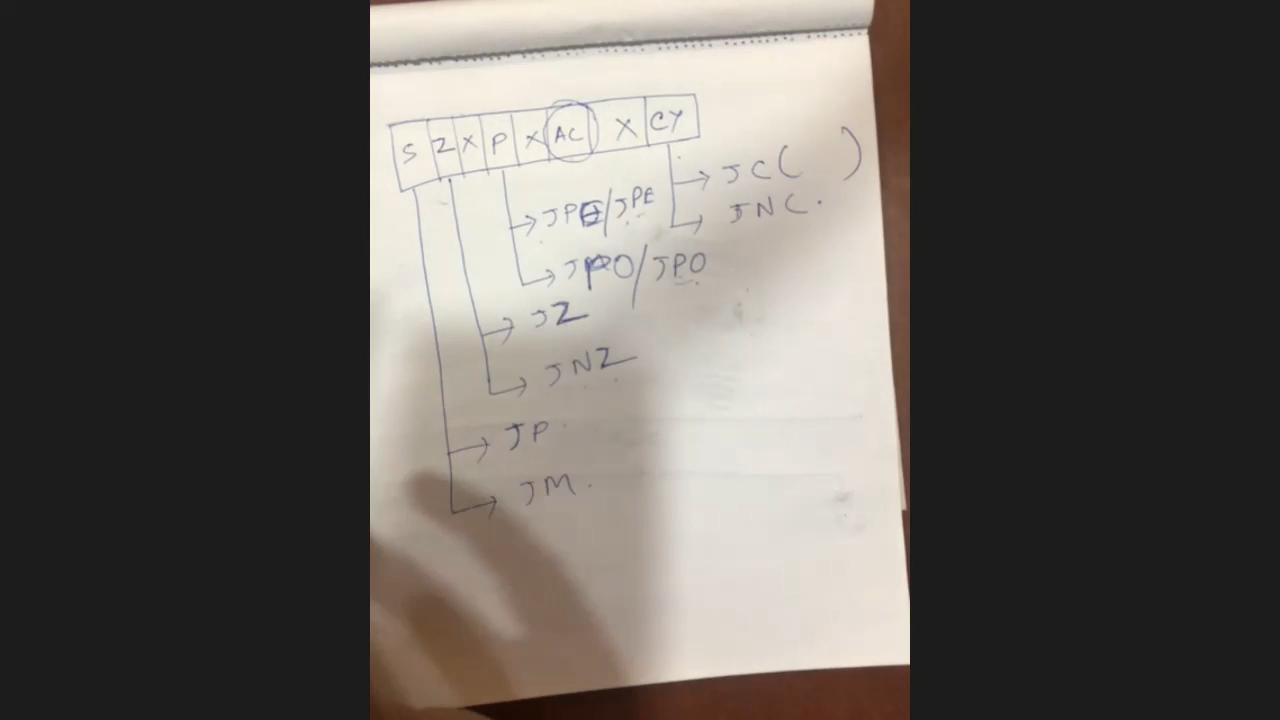 S Z X P X AC X CY
JC( )
JPE/JPE
JNC.
JPO/JPO
JZ
JNZ
JP.
JM.